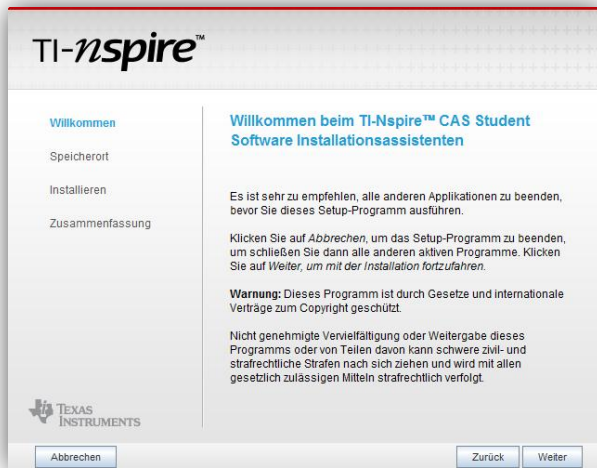 TI-nspire™
Willkommen
Speicherort
Installieren
Zusammenfassung
Willkommen beim TI-Nspire™ CAS Student
Software Installationsassistenten
Es ist sehr zu empfehlen, alle anderen Applikationen zu beenden,
bevor Sie dieses Setup-Programm ausführen.
Klicken Sie auf Abbrechen, um das Setup-Programm zu beenden,
um schließen Sie dann alle anderen aktiven Programme. Klicken
Sie auf Weiter, um mit der Installation fortzufahren.
Warnung: Dieses Programm ist durch Gesetze und internationale
Verträge zum Copyright geschützt.
Nicht genehmigte Vervielfältigung oder Weitergabe dieses
Programms oder von Teilen davon kann schwere zivil- und
strafrechtliche Strafen nach sich ziehen und wird mit allen
gesetzlich zulässigen Mitteln strafrechtlich verfolgt.
TEXAS
INSTRUMENTS
Abbrechen
Zurück
Weiter